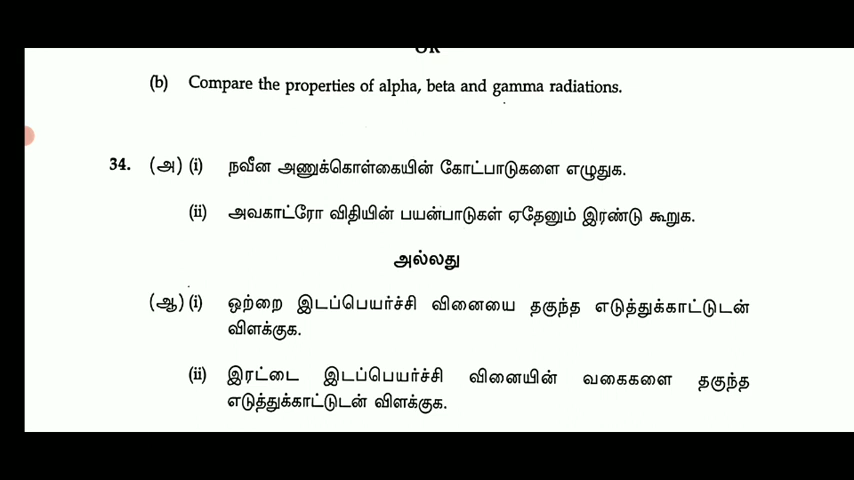 OR
(b) Compare the properties of alpha, beta and gamma radiations.
34. (அ) (i) நவீன அணுக்கொள்கையின் கோட்பாடுகளை எழுதுக.
(ii) அவகாட்ரோ விதியின் பயன்பாடுகள் ஏதேனும் இரண்டு கூறுக.
அல்லது
(ஆ) (i) ஒற்றை இடப்பெயர்ச்சி வினையை தகுந்த எடுத்துக்காட்டுடன்
விளக்குக.
(ii) இரட்டை இடப்பெயர்ச்சி வினையின் வகைகளை தகுந்த
எடுத்துக்காட்டுடன் விளக்குக.